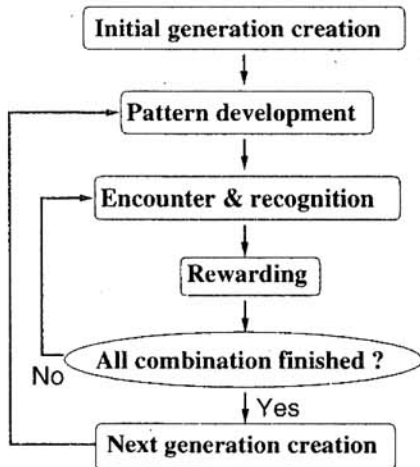 Initial generation creation
Pattern development
Encounter & recognition
Rewarding
All combination finished ?
No
Yes
Next generation creation